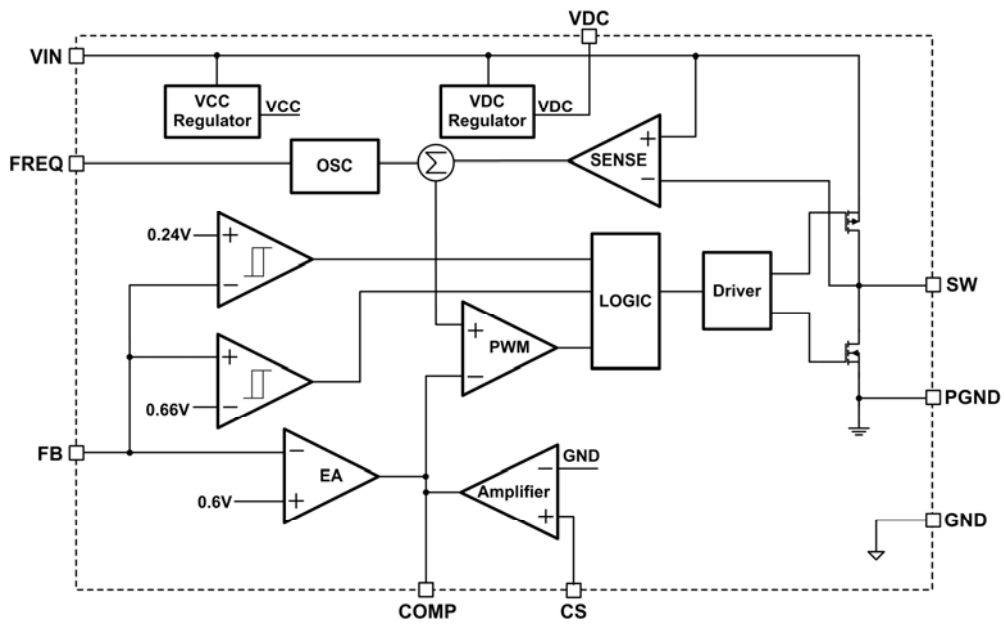 VDC
VIN
VCC
Regulator
VCC
VDC
Regulator
VDC
FREQ
OSC
Σ
SENSE
+
−
0.24V
+
−
LOGIC
Driver
SW
+
−
PWM
+
−
0.66V
PGND
FB
−
EA
+
0.6V
GND
−
Amplifier
+
GND
COMP
CS